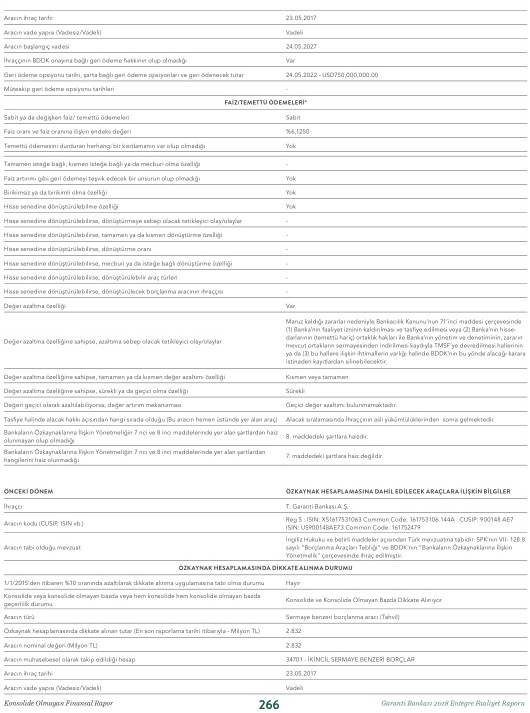 Aracın ihraç tarihi 23.05.2017
Aracın vade yapısı (Vadesiz/Vadeli) Vadeli
Aracın başlangıç vadesi 24.05.2027
İhraççının BDDK onayına bağlı geri ödeme hakkının olup olmadığı Var
Geri ödeme opsiyonu tarihi, şarta bağlı geri ödeme opsiyonları ve geri ödenecek tutar 24.05.2022 - USD750,000,000.00
Müteakip geri ödeme opsiyonu tarihleri -
FAİZ/TEMETTÜ ÖDEMELERİ*
Sabit ya da değişken faiz/ temettü ödemeleri Sabit
Faiz oranı ve faiz oranına ilişkin endeks değeri %6,1250
Temettü ödemesini durduran herhangi bir kısıtlamanın var olup olmadığı Yok
Tamamen isteğe bağlı, kısmen isteğe bağlı ya da mecburi olma özelliği -
Faiz artırımı gibi geri ödemeyi teşvik edecek bir unsurun olup olmadığı Yok
Birikimsiz ya da birikimli olma özelliği Yok
Hisse senedine dönüştürülebilme özelliği Yok
Hisse senedine dönüştürülebilirse, dönüştürmeye sebep olacak tetikleyici olay/olaylar -
Hisse senedine dönüştürülebilirse, tamamen ya da kısmen dönüştürme özelliği -
Hisse senedine dönüştürülebilirse, dönüştürme oranı -
Hisse senedine dönüştürülebilirse, mecburi ya da isteğe bağlı dönüştürme özelliği -
Hisse senedine dönüştürülebilirse, dönüştürülebilir araç türleri -
Hisse senedine dönüştürülebilirse, dönüştürülecek borçlanma aracının ihraççısı -
Değer azaltma özelliği Var
Değer azaltma özelliğine sahipse, azaltıma sebep olacak tetikleyici olay/olaylar Maruz kaldığı zararlar nedeniyle Bankacılık Kanunu'nun 71'inci maddesi çerçevesinde
(1) Banka'nın faaliyet izninin kaldırılması ve tasfiye edilmesi veya (2) Banka'nın hisse-
darlarının (temettü hariç) ortaklık hakları ile Banka'nın yönetim ve denetiminin, zararın
mevcut ortakların sermayesinden indirilmesi kaydıyla TMSF'ye devredilmesi hallerinin
ya da (3) bu hallere ilişkin ihtimallerin varlığı halinde BDDK'nın bu yönde alacağı karara
istinaden kayıtlardan silinebilecektir.
Değer azaltma özelliğine sahipse, tamamen ya da kısmen değer azaltımı özelliği Kısmen veya tamamen
Değer azaltma özelliğine sahipse, sürekli ya da geçici olma özelliği Sürekli
Değeri geçici olarak azaltılabiliyorsa, değer artırım mekanizması Geçici değer azaltımı bulunmamaktadır.
Tasfiye halinde alacak hakkı açısından hangi sırada olduğu (Bu aracın hemen üstünde yer alan araç) Alacak sıralamasında İhraççının asli yükümlülüklerinden sonra gelmektedir.
Bankaların Özkaynaklarına İlişkin Yönetmeliğin 7 nci ve 8 inci maddelerinde yer alan şartlardan haiz
olunmayan olup olmadığı 8. maddedeki şartlara haizdir.
Bankaların Özkaynaklarına İlişkin Yönetmeliğin 7 nci ve 8 inci maddelerinde yer alan şartlardan
hangilerini haiz olunmadığı 7. maddedeki şartlara haiz değildir.
ÖNCEKİ DÖNEM ÖZKAYNAK HESAPLAMASINA DAHİL EDİLECEK ARAÇLARA İLİŞKİN BİLGİLER
İhraççı T. Garanti Bankası A.Ş.
Aracın kodu (CUSIP, ISIN vb.) Reg S : ISIN: XS1617531063 Common Code: 161753106 144A : CUSIP: 900148 AE7
ISIN: US900148AE73 Common Code: 161752479
Aracın tabi olduğu mevzuat İngiliz Hukuku ve belirli maddeler açısından Türk mevzuatına tabidir. SPK'nın VII- 128.8
sayılı "Borçlanma Araçları Tebliği" ve BDDK'nın "Bankaların Özkaynaklarına İlişkin
Yönetmelik" çerçevesinde ihraç edilmiştir.
ÖZKAYNAK HESAPLAMASINDA DİKKATE ALINMA DURUMU
1/1/2015'den itibaren %10 oranında azaltılarak dikkate alınma uygulamasına tabi olma durumu Hayır
Konsolide veya konsolide olmayan bazda veya hem konsolide hem konsolide olmayan bazda
geçerlilik durumu Konsolide ve Konsolide Olmayan Bazda Dikkate Alınıyor
Aracın türü Sermaye benzeri borçlanma aracı (Tahvil)
Özkaynak hesaplamasında dikkate alınan tutar (En son raporlama tarihi itibarıyla - Milyon TL) 2.832
Aracın nominal değeri (Milyon TL) 2.832
Aracın muhasebesel olarak takip edildiği hesap 34701 - İKİNCİL SERMAYE BENZERİ BORÇLAR
Aracın ihraç tarihi 23.05.2017
Aracın vade yapısı (Vadesiz/Vadeli) Vadeli
Konsolide Olmayan Finansal Rapor 266 Garanti Bankası 2018 Entegre Faaliyet Raporu